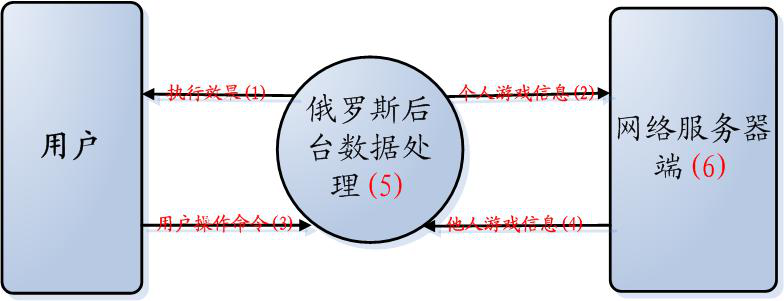 用户
执行效果(1)
用户操作命令(3)
俄罗斯后
台数据处
理(5)
个人游戏信息(2)
他人游戏信息(4)
网络服务器
端(6)